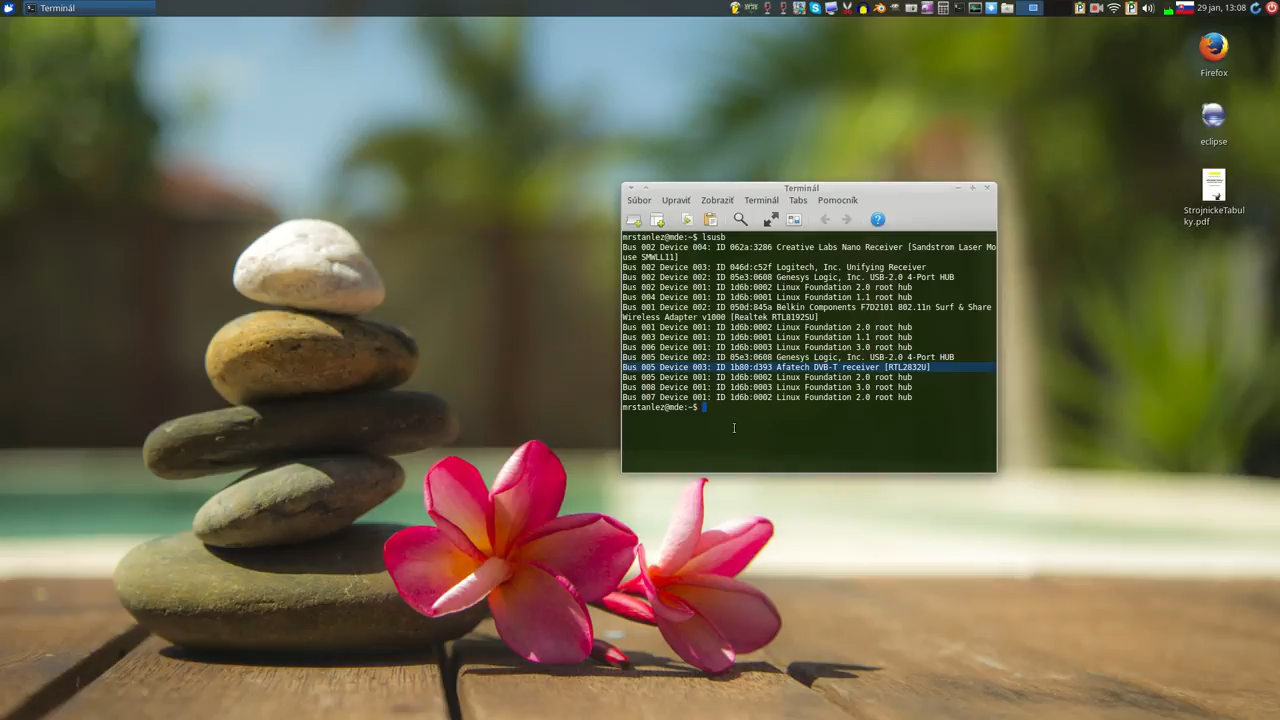 Terminál
29 jan, 13:08
Firefox
eclipse
StrojnickeTabul
ky.pdf
Terminál
Súbor Upraviť Zobraziť Terminál Tabs Pomocník
mrstanlez@mde:~$ lsusb
Bus 002 Device 004: ID 062a:3286 Creative Labs Nano Receiver [Sandstrom Laser Mo
use SMWLL11]
Bus 002 Device 003: ID 046d:c52f Logitech, Inc. Unifying Receiver
Bus 002 Device 002: ID 05e3:0608 Genesys Logic, Inc. USB-2.0 4-Port HUB
Bus 002 Device 001: ID 1d6b:0002 Linux Foundation 2.0 root hub
Bus 004 Device 001: ID 1d6b:0001 Linux Foundation 1.1 root hub
Bus 001 Device 002: ID 050d:845a Belkin Components F7D2101 802.11n Surf & Share
Wireless Adapter v1000 [Realtek RTL8192SU]
Bus 001 Device 001: ID 1d6b:0002 Linux Foundation 2.0 root hub
Bus 003 Device 001: ID 1d6b:0001 Linux Foundation 1.1 root hub
Bus 006 Device 001: ID 1d6b:0003 Linux Foundation 3.0 root hub
Bus 005 Device 002: ID 05e3:0608 Genesys Logic, Inc. USB-2.0 4-Port HUB
Bus 005 Device 003: ID 1b80:d393 Afatech DVB-T receiver [RTL2832U]
Bus 005 Device 001: ID 1d6b:0002 Linux Foundation 2.0 root hub
Bus 008 Device 001: ID 1d6b:0003 Linux Foundation 3.0 root hub
Bus 007 Device 001: ID 1d6b:0002 Linux Foundation 2.0 root hub
mrstanlez@mde:~$